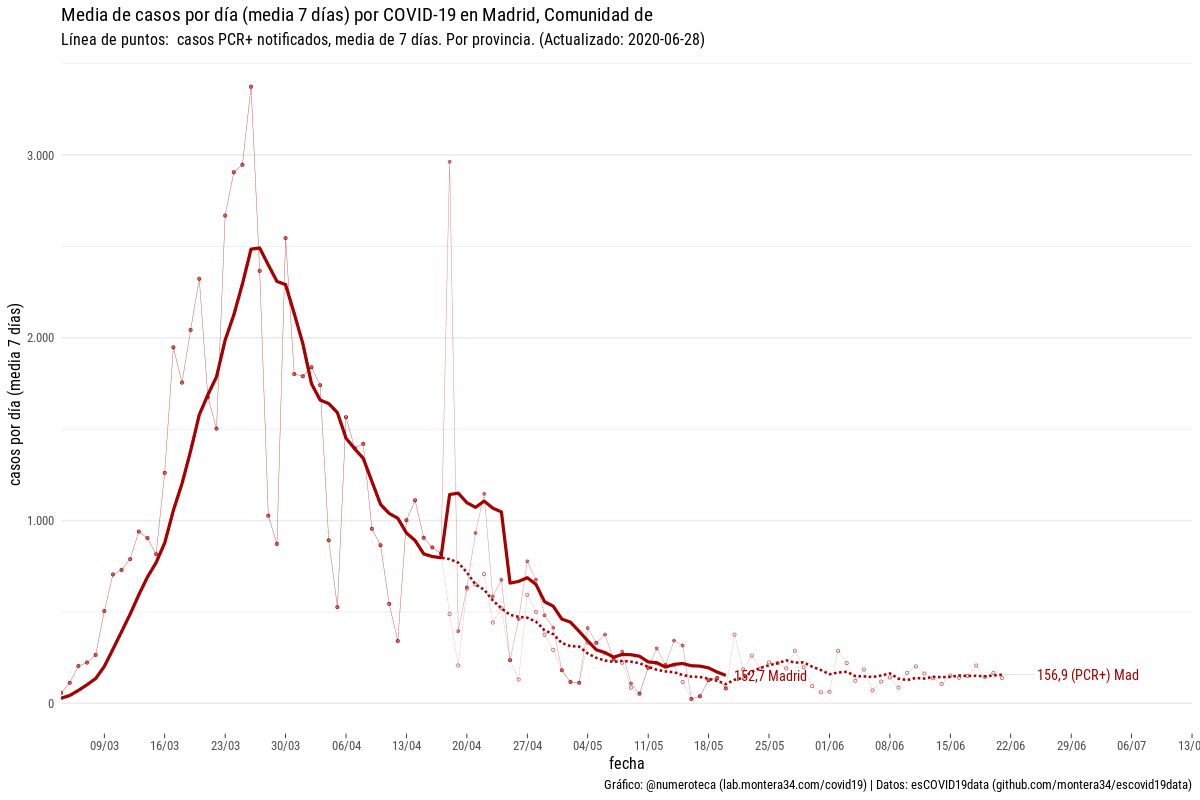 Media de casos por día (media 7 días) por COVID-19 en Madrid, Comunidad de
Línea de puntos:  casos PCR+ notificados, media de 7 días. Por provincia. (Actualizado: 2020-06-28)
casos por día (media 7 días)
3.000
2.000
1.000
0
152,7 Madrid
156,9 (PCR+) Mad
09/03 16/03 23/03 30/03 06/04 13/04 20/04 27/04 04/05 11/05 18/05 25/05 01/06 08/06 15/06 22/06 29/06 06/07 13/0
fecha
Gráfico: @numeroteca (lab.montera34.com/covid19) | Datos: esCOVID19data (github.com/montera34/escovid19data)